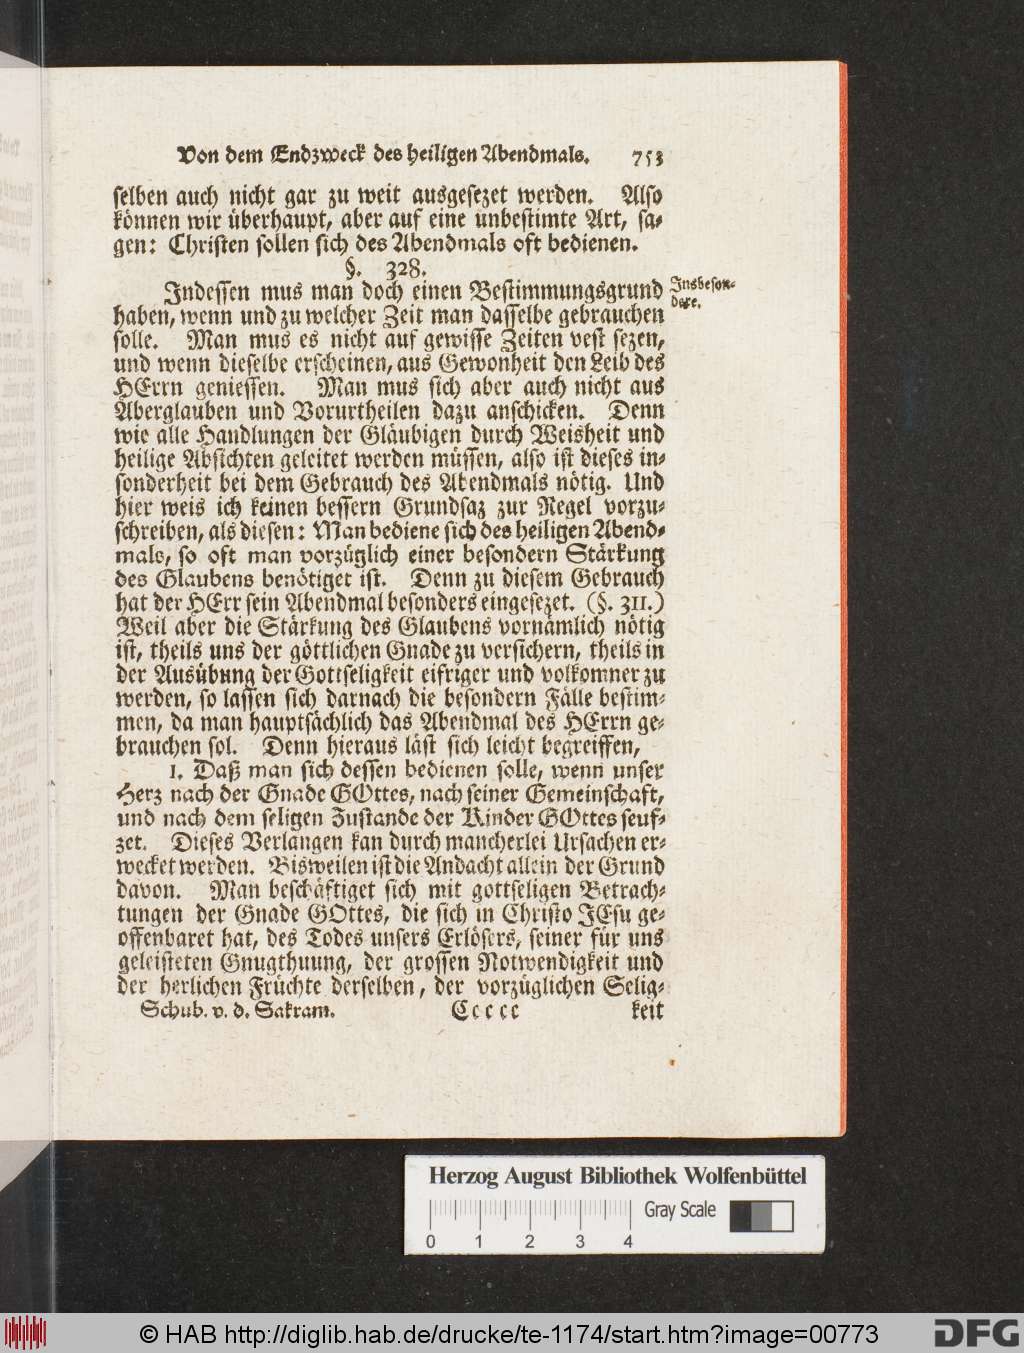 Von dem Endzweck des heiligen Abendmals. 753
selben auch nicht gar zu weit ausgesezet werden. Also
können wir überhaupt, aber auf eine unbestimte Art, sa-
gen: Christen sollen sich des Abendmals oft bedienen.
§. 328.
Indessen mus man doch einen Bestimmungsgrund
Insbeson-
dere.
haben, wenn und zu welcher Zeit man dasselbe gebrauchen
solle. Man mus es nicht auf gewisse Zeiten vest sezen,
und wenn dieselbe erscheinen, aus Gewonheit den Leib des
HErrn geniessen. Man mus sich aber auch nicht aus
Aberglauben und Vorurtheilen dazu anschicken. Denn
wie alle Handlungen der Gläubigen durch Weisheit und
heilige Absichten geleitet werden müssen, also ist dieses in-
sonderheit bei dem Gebrauch des Abendmals nötig. Und
hier weis ich keinen bessern Grundsaz zur Regel vorzu-
schreiben, als diesen: Man bediene sich des heiligen Abend-
mals, so oft man vorzüglich einer besondern Stärkung
des Glaubens benötiget ist. Denn zu diesem Gebrauch
hat der HErr sein Abendmal besonders eingesezet. (§. 311.)
Weil aber die Stärkung des Glaubens vornämlich nötig
ist, theils uns der göttlichen Gnade zu versichern, theils in
der Ausübung der Gottseligkeit eifriger und volkomner zu
werden, so lassen sich darnach die besondern Fälle bestim-
men, da man hauptsächlich das Abendmal des HErrn ge-
brauchen sol. Denn hieraus läst sich leicht begreiffen,
1. Daß man sich dessen bedienen solle, wenn unser
Herz nach der Gnade GOttes, nach seiner Gemeinschaft,
und nach dem seligen Zustande der Kinder GOttes seuf-
zet. Dieses Verlangen kan durch mancherlei Ursachen er-
wecket werden. Bisweilen ist die Andacht allein der Grund
davon. Man beschäftiget sich mit gottseligen Betrach-
tungen der Gnade GOttes, die sich in Christo JEsu ge-
offenbaret hat, des Todes unsers Erlösers, seiner für uns
geleisteten Gnugthuung, der grossen Notwendigkeit und
der herlichen Früchte derselben, der vorzüglichen Selig-
Schub. v. d. Sakram. Ccccc keit
Herzog August Bibliothek Wolfenbüttel
Gray Scale
0 1 2 3 4
© HAB http://diglib.hab.de/drucke/te-1174/start.htm?image=00773
DFG